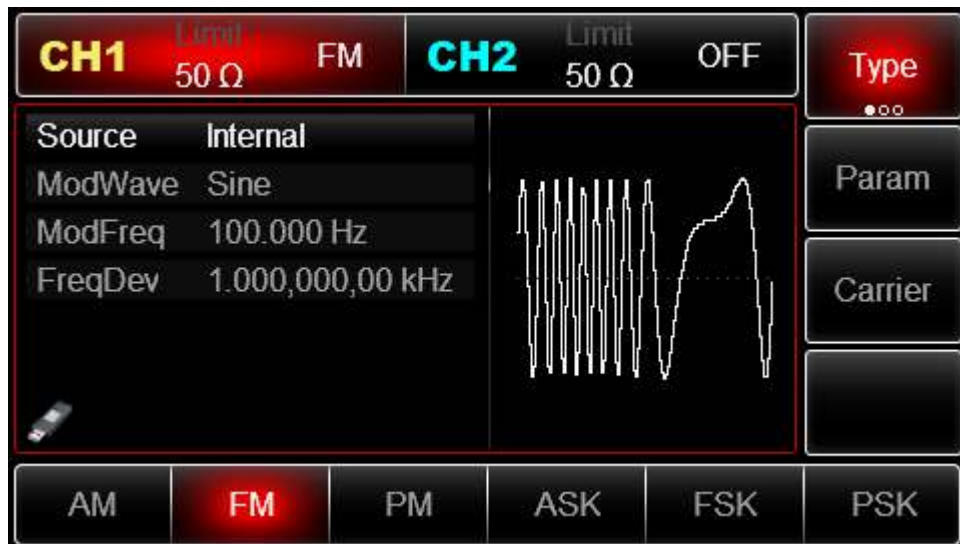 CH1 Limit 50 Ω FM CH2 Limit 50 Ω OFF
Type
Source Internal
ModWave Sine
ModFreq 100.000 Hz
FreqDev 1.000,000,00 kHz
Param
Carrier
AM FM PM ASK FSK PSK